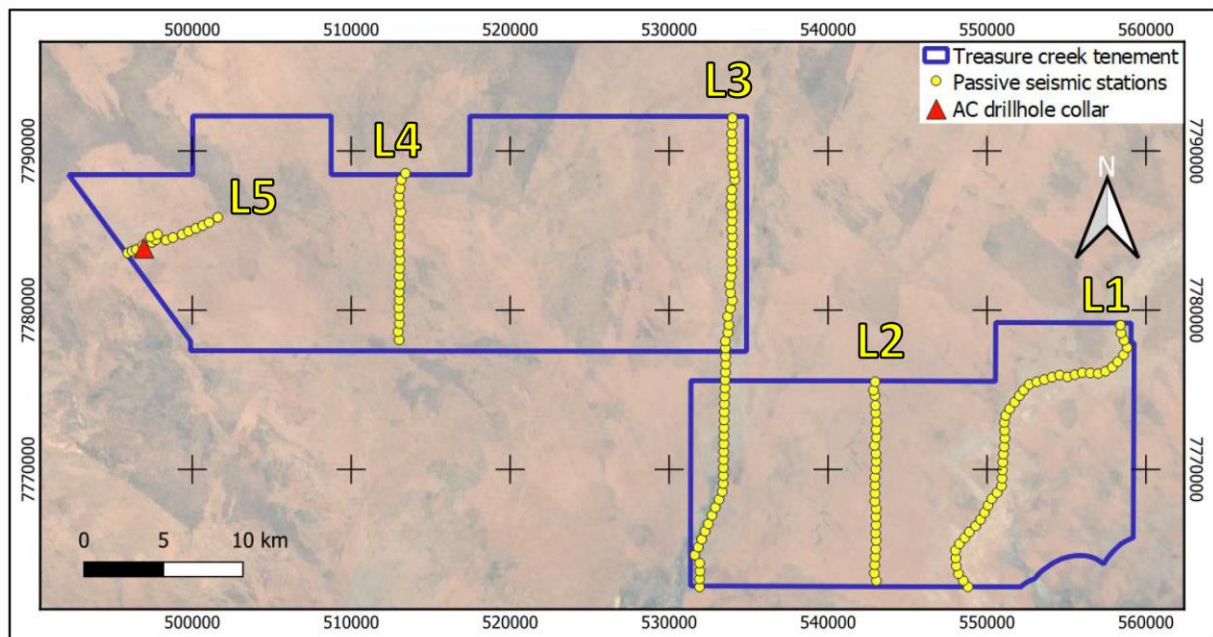 500000 510000 520000 530000 540000 550000 560000
Treasure creek tenement
Passive seismic stations
AC drillhole collar
L3
L4
7790000 7790000
N
L5
L1
7780000 7780000
L2
7770000 7770000
0 5 10 km
500000 510000 520000 530000 540000 550000 560000